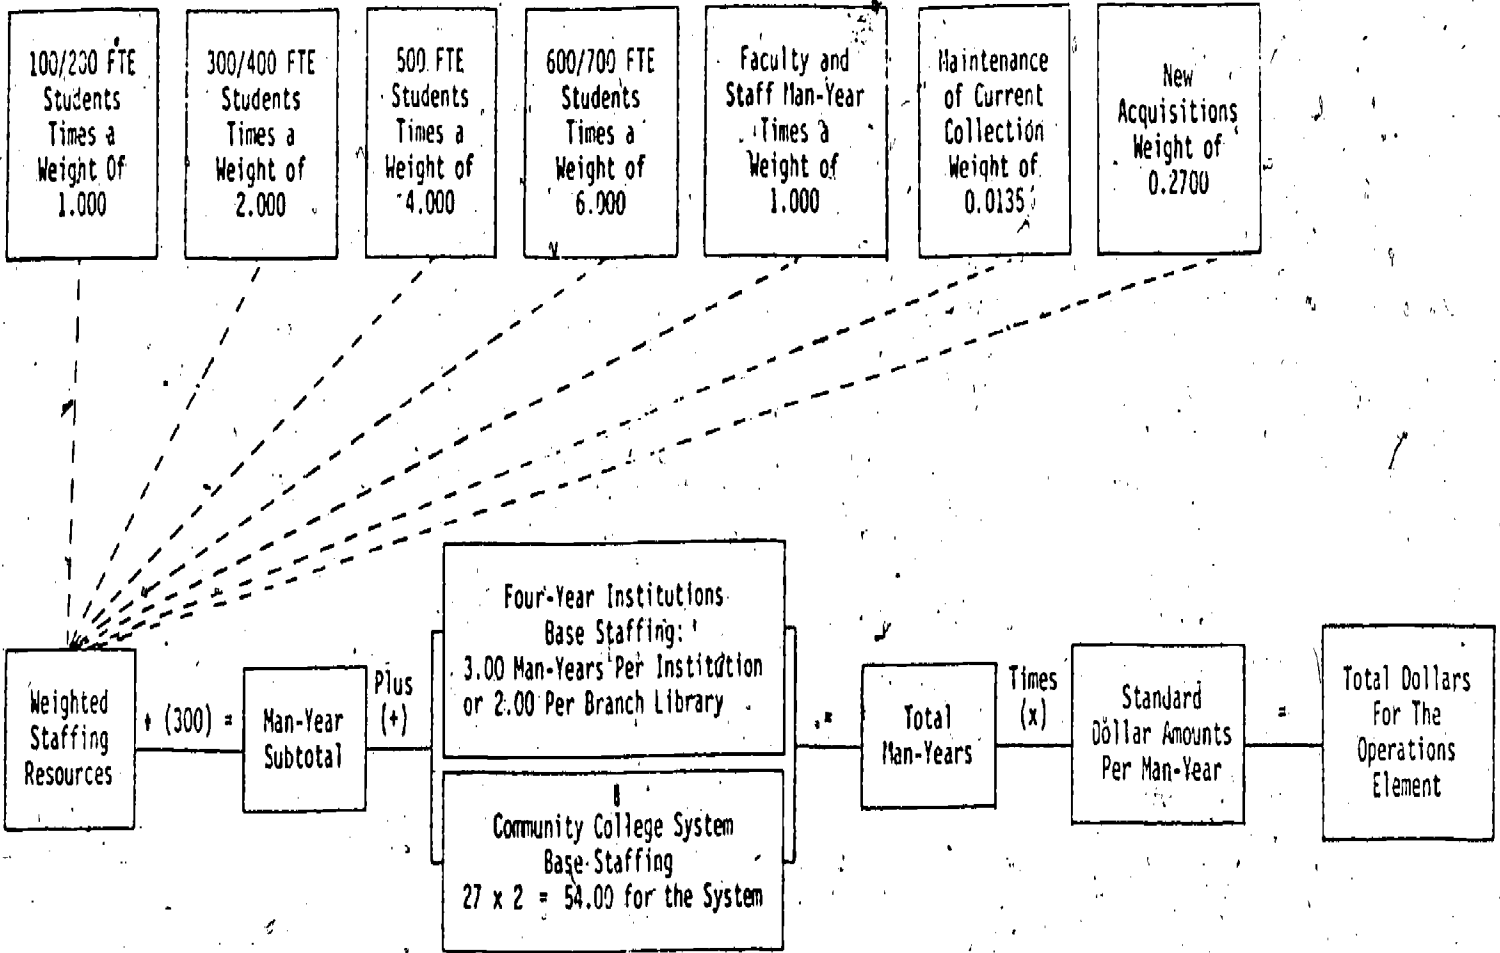 100/200 FTE
Students
Times a
Weight Of
1.000
300/400 FTE
Students
Times a
Weight of
2.000
500 FTE
Students
Times a
Weight of
4.000
600/700 FTE
Students
Times a
Weight of
6.000
Faculty and
Staff Man-Year
Times a
Weight of
1.000
Maintenance
of Current
Collection
Weight of
0.0135
New
Acquisitions
Weight of
0.2700
Weighted
Staffing
Resources
÷ (300) =
Man-Year
Subtotal
Plus
(+)
Four-Year Institutions
Base Staffing:
3.00 Man-Years Per Institution
or 2.00 Per Branch Library
Community College System
Base Staffing
27 x 2 = 54.00 for the System
=
Total
Man-Years
Times
(x)
Standard
Dollar Amounts
Per Man-Year
=
Total Dollars
For The
Operations
Element